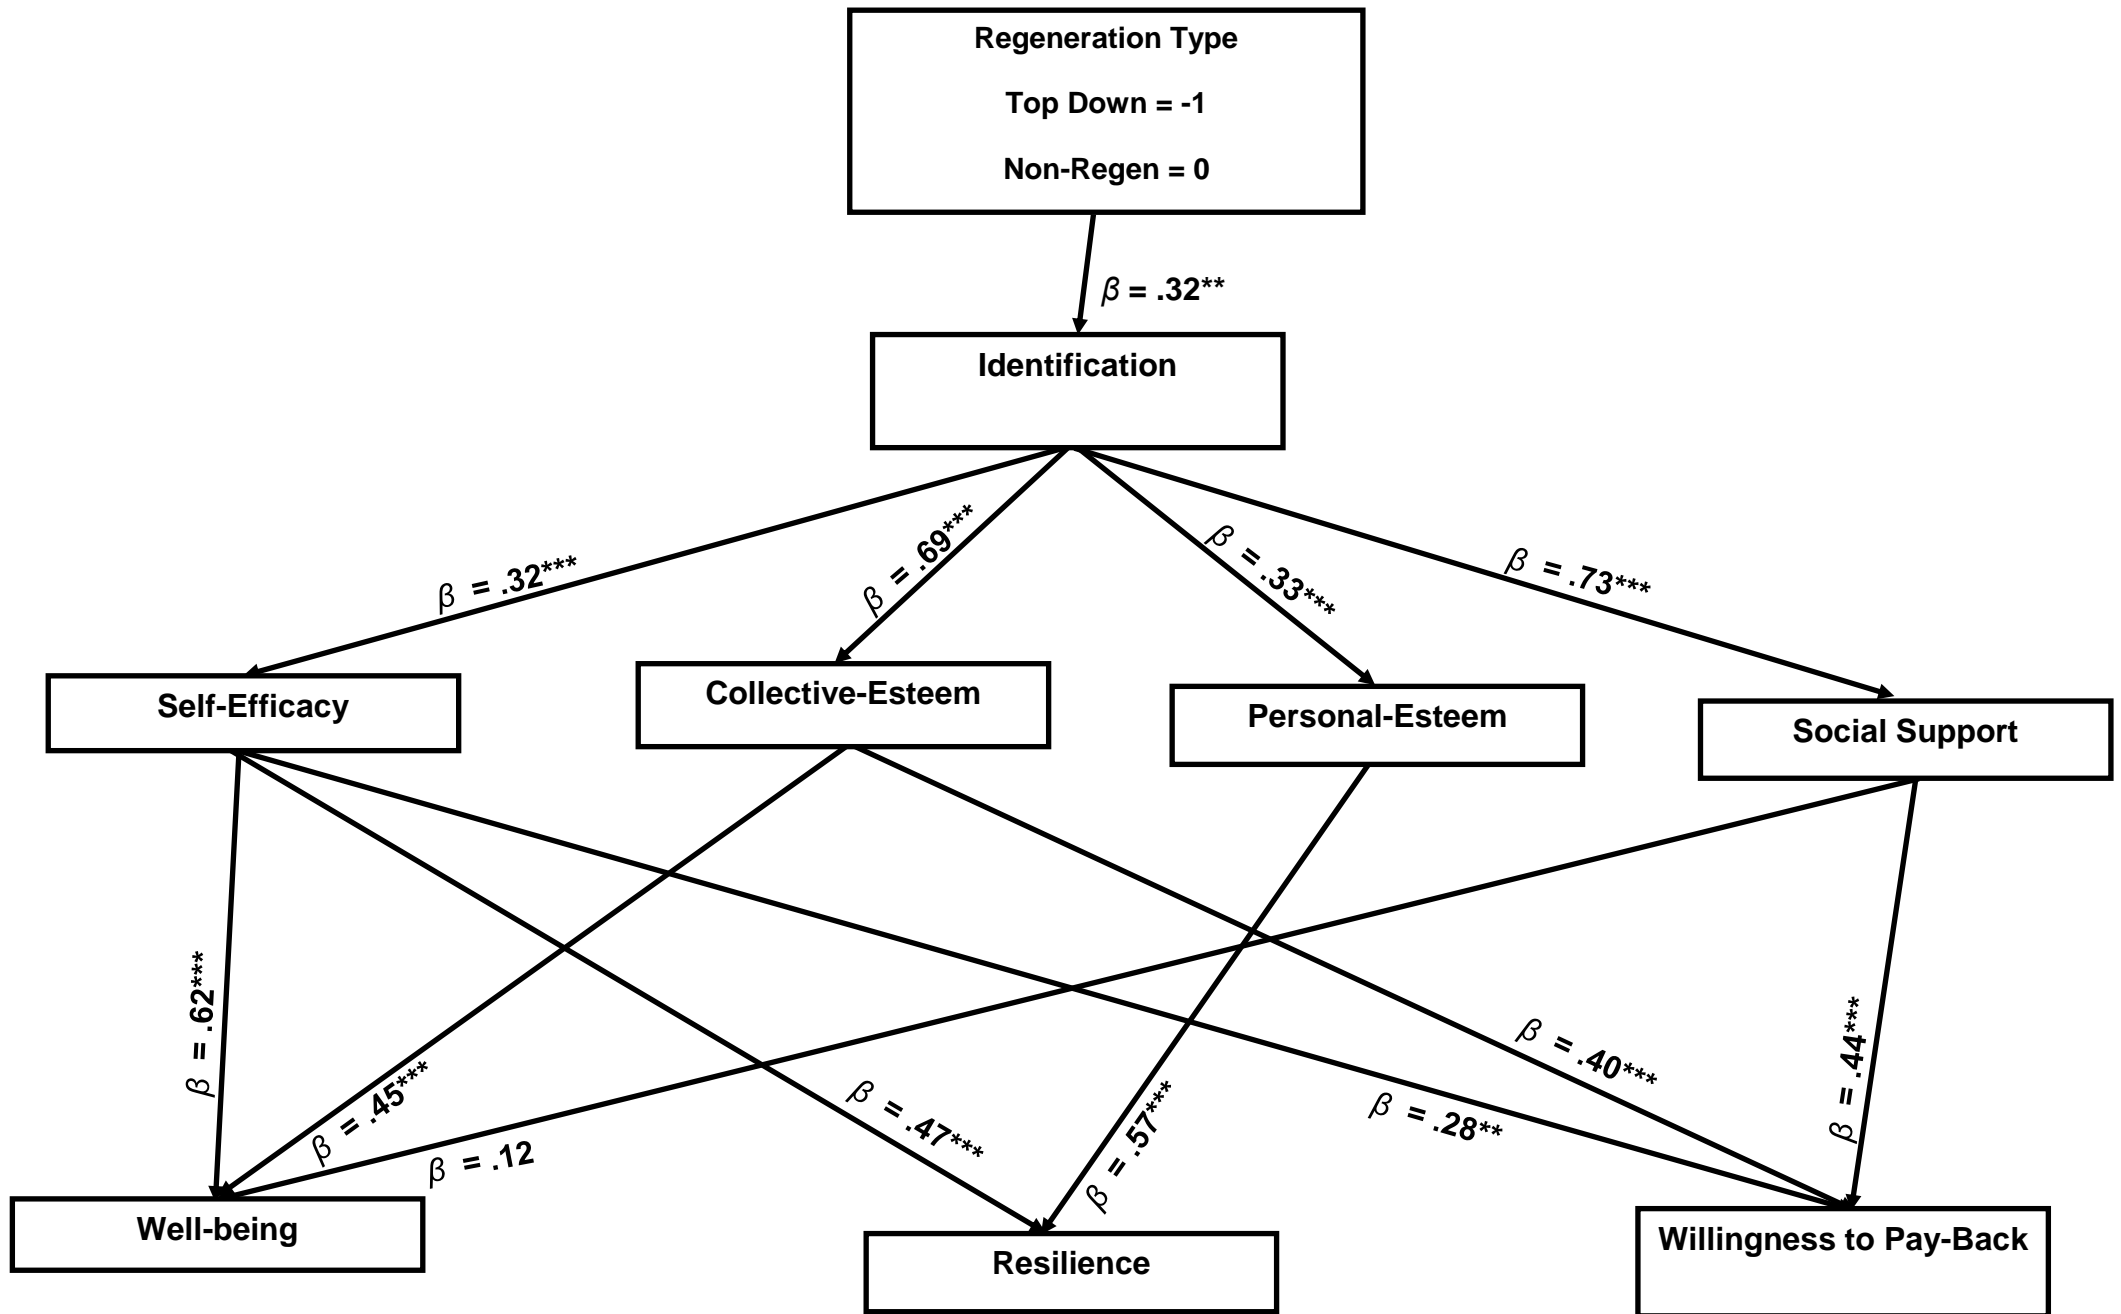 Regeneration Type
Top Down = -1
Non-Regen = 0
β = .32**
Identification
β = .32***
β = .69***
β = .33***
β = .73***
Self-Efficacy
Collective-Esteem
Personal-Esteem
Social Support
β = .62***
β = .45***
β = .12
β = .47***
β = .57***
β = .28**
β = .40***
β = .44***
Well-being
Resilience
Willingness to Pay-Back